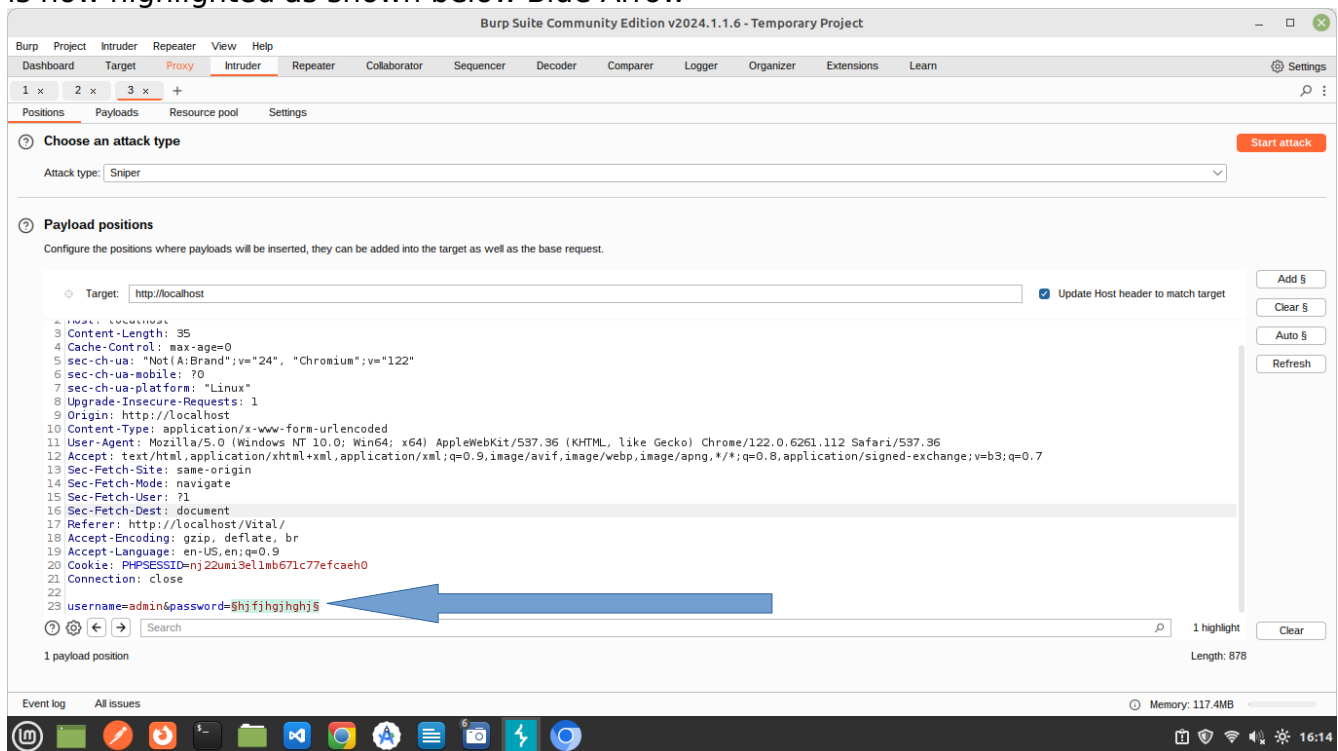 is now highlighted as shown below Blue Arrow
Burp Suite Community Edition v2024.1.1.6 - Temporary Project
Burp Project Intruder Repeater View Help
Dashboard Target Proxy Intruder Repeater Collaborator Sequencer Decoder Comparer Logger Organizer Extensions Learn Settings
1 × 2 × 3 × +
Positions Payloads Resource pool Settings
Choose an attack type
Start attack
Attack type: Sniper
Payload positions
Configure the positions where payloads will be inserted, they can be added into the target as well as the base request.
Add §
Target: http://localhost
Update Host header to match target
Clear §
2 Host: localhost
3 Content-Length: 35
Auto §
4 Cache-Control: max-age=0
5 sec-ch-ua: "Not(A:Brand";v="24", "Chromium";v="122"
6 sec-ch-ua-mobile: ?0
Refresh
7 sec-ch-ua-platform: "Linux"
8 Upgrade-Insecure-Requests: 1
9 Origin: http://localhost
10 Content-Type: application/x-www-form-urlencoded
11 User-Agent: Mozilla/5.0 (Windows NT 10.0; Win64; x64) AppleWebKit/537.36 (KHTML, like Gecko) Chrome/122.0.6261.112 Safari/537.36
12 Accept: text/html,application/xhtml+xml,application/xml;q=0.9,image/avif,image/webp,image/apng,*/*;q=0.8,application/signed-exchange;v=b3;q=0.7
13 Sec-Fetch-Site: same-origin
14 Sec-Fetch-Mode: navigate
15 Sec-Fetch-User: ?1
16 Sec-Fetch-Dest: document
17 Referer: http://localhost/Vital/
18 Accept-Encoding: gzip, deflate, br
19 Accept-Language: en-US,en;q=0.9
20 Cookie: PHPSESSID=nj22umi3el1mb671c77efcaeh0
21 Connection: close
22
23 username=admin&password=§hjfjhgjhghj§
Search
1 highlight
Clear
1 payload position
Length: 878
Event log All issues
Memory: 117.4MB
6
16:14